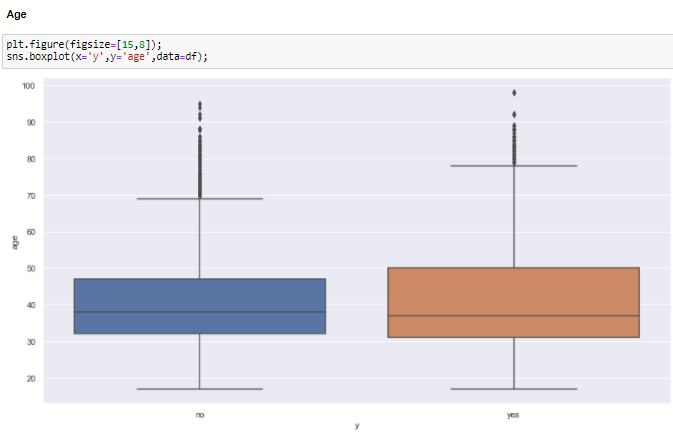 Age
plt.figure(figsize=[15,8]);
sns.boxplot(x='y',y='age',data=df);
100
90
80
70
60
50
40
30
20
age
no
yes
y